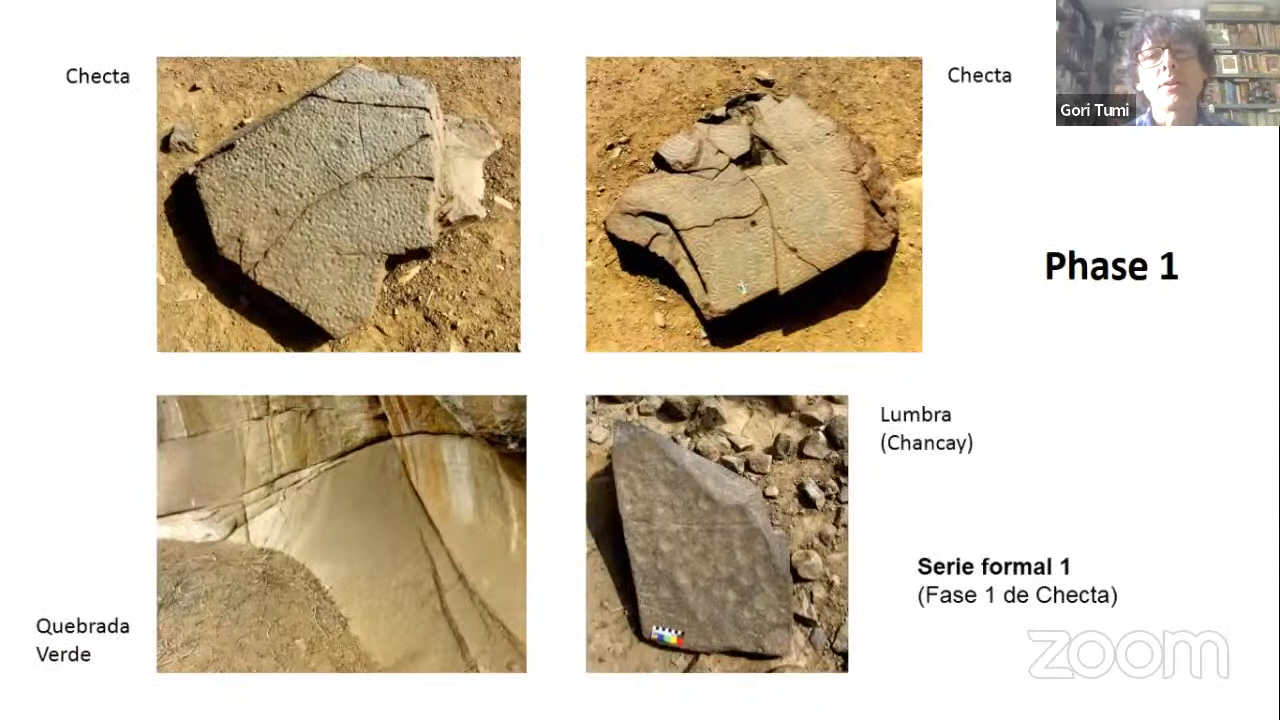 Checta
Checta
Gori Tumi
Phase 1
Lumbra
(Chancay)
Serie formal 1
(Fase 1 de Checta)
Quebrada
Verde
zoom